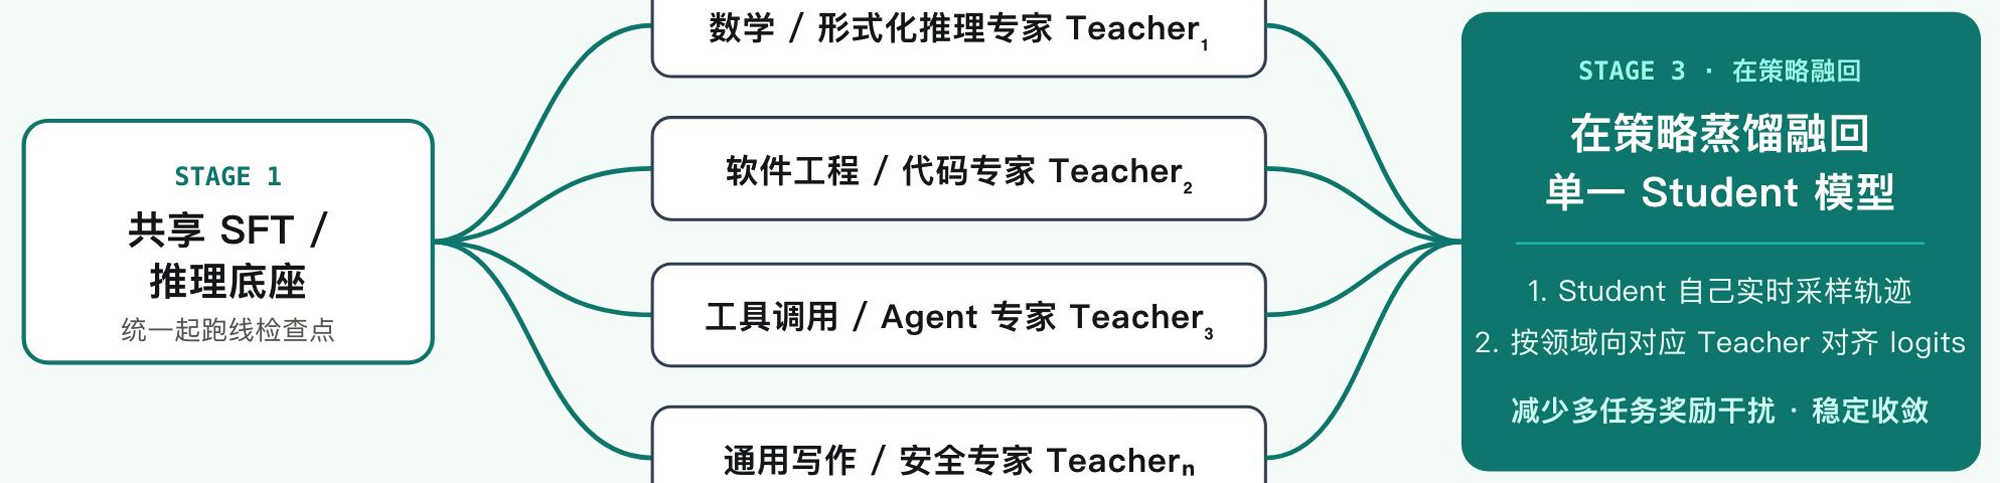 STAGE 1
共享 SFT /
推理底座
统一起跑线检查点
数学 / 形式化推理专家 Teacher₁
软件工程 / 代码专家 Teacher₂
工具调用 / Agent 专家 Teacher₃
通用写作 / 安全专家 Teacherₙ
STAGE 3 · 在策略融回
在策略蒸馏融回
单一 Student 模型
1. Student 自己实时采样轨迹
2. 按领域向对应 Teacher 对齐 logits
减少多任务奖励干扰 · 稳定收敛